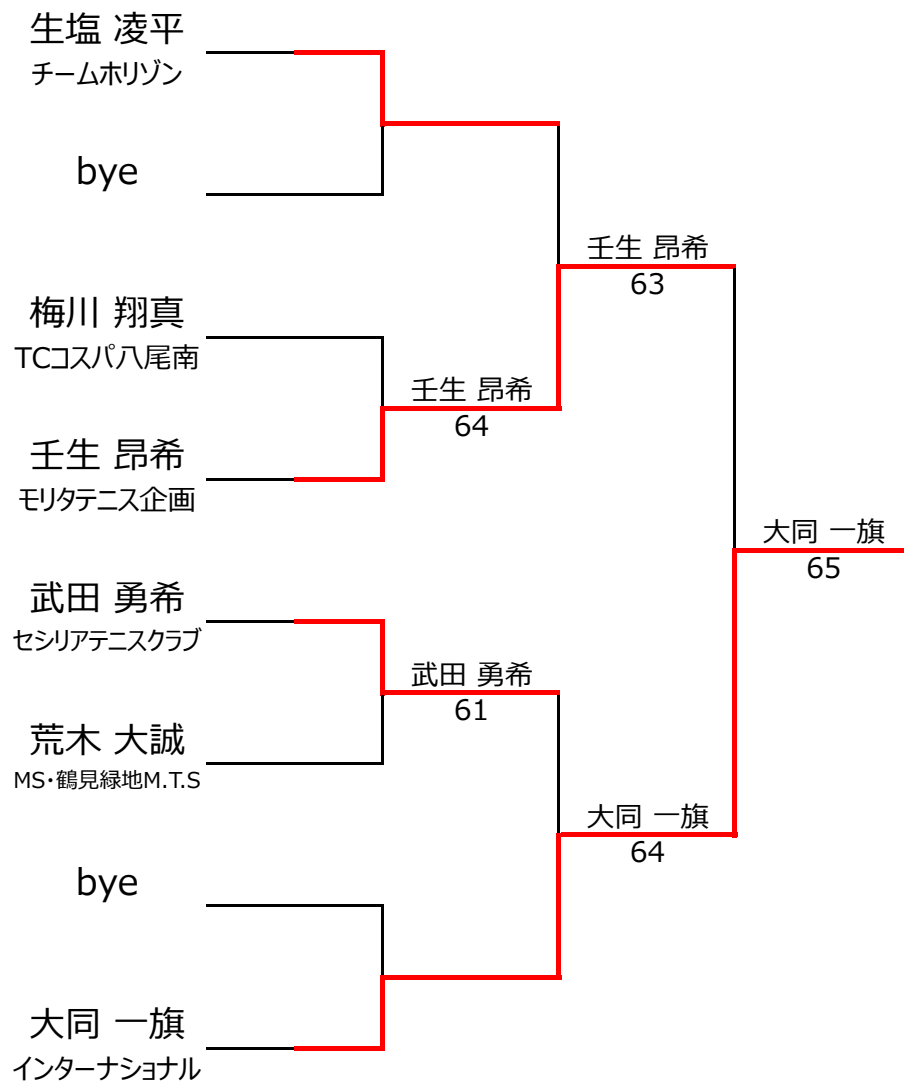 生塩 凌平
チームホリゾン
bye
壬生 昂希
63
梅川 翔真
TCコスパ八尾南
壬生 昂希
64
壬生 昂希
モリタテニス企画
大同 一旗
65
武田 勇希
セシリアテニスクラブ
武田 勇希
61
荒木 大誠
MS・鶴見緑地M.T.S
大同 一旗
64
bye
大同 一旗
インターナショナル